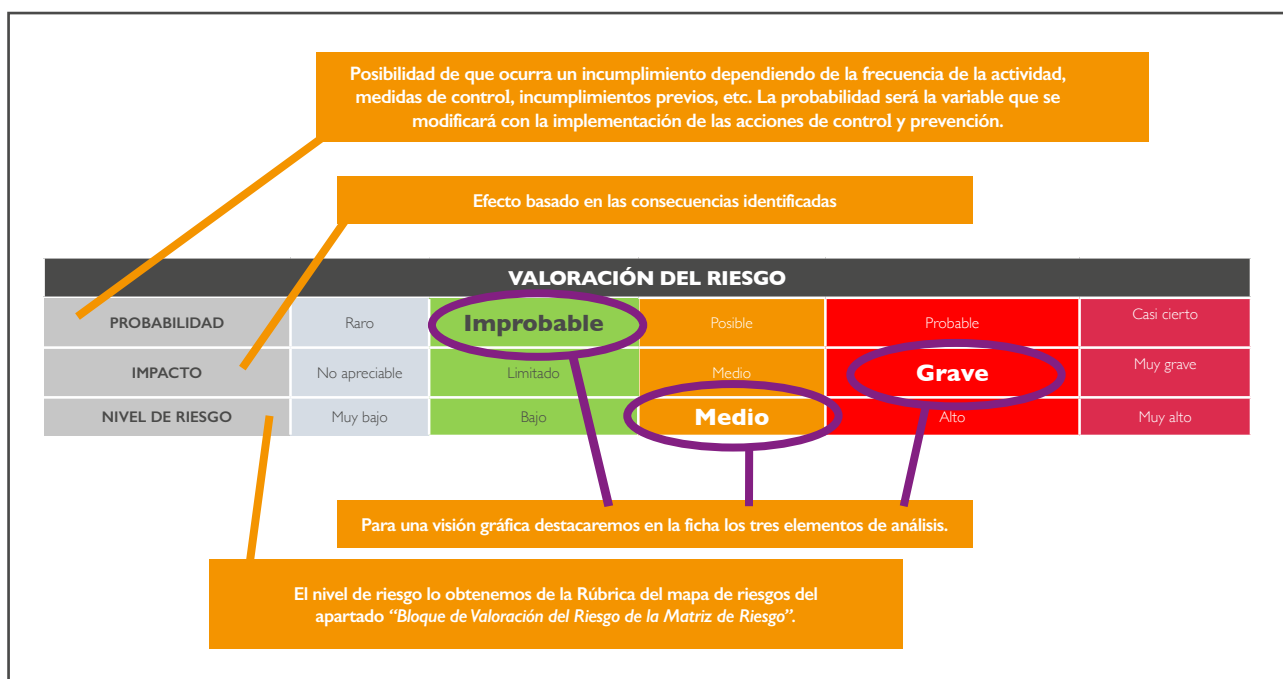 Posibilidad de que ocurra un incumplimiento dependiendo de la frecuencia de la actividad,
medidas de control, incumplimientos previos, etc. La probabilidad será la variable que se
modificará con la implementación de las acciones de control y prevención.
Efecto basado en las consecuencias identificadas
VALORACIÓN DEL RIESGO
PROBABILIDAD Raro Improbable Posible Probable Casi cierto
IMPACTO No apreciable Limitado Medio Grave Muy grave
NIVEL DE RIESGO Muy bajo Bajo Medio Alto Muy alto
Para una visión gráfica destacaremos en la ficha los tres elementos de análisis.
El nivel de riesgo lo obtenemos de la Rúbrica del mapa de riesgos del
apartado “Bloque de Valoración del Riesgo de la Matriz de Riesgo”.